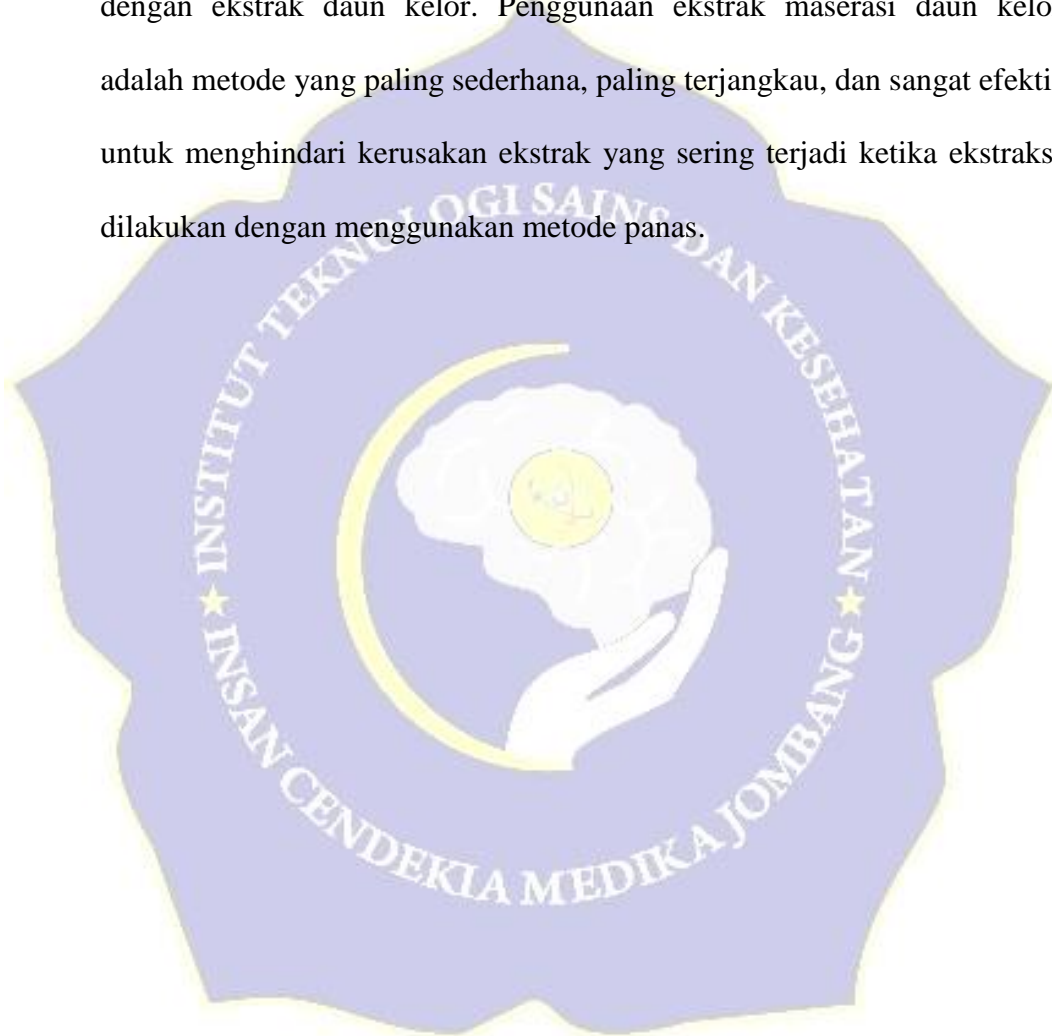 dengan ekstrak daun kelor. Penggunaan ekstrak maserasi daun kelo
adalah metode yang paling sederhana, paling terjangkau, dan sangat efekti
untuk menghindari kerusakan ekstrak yang sering terjadi ketika ekstraks
dilakukan dengan menggunakan metode panas.
INSTITUT TEKNOLOGI SAINS DAN KESEHATAN
INSAN CENDEKIA MEDIKA JOMBANG